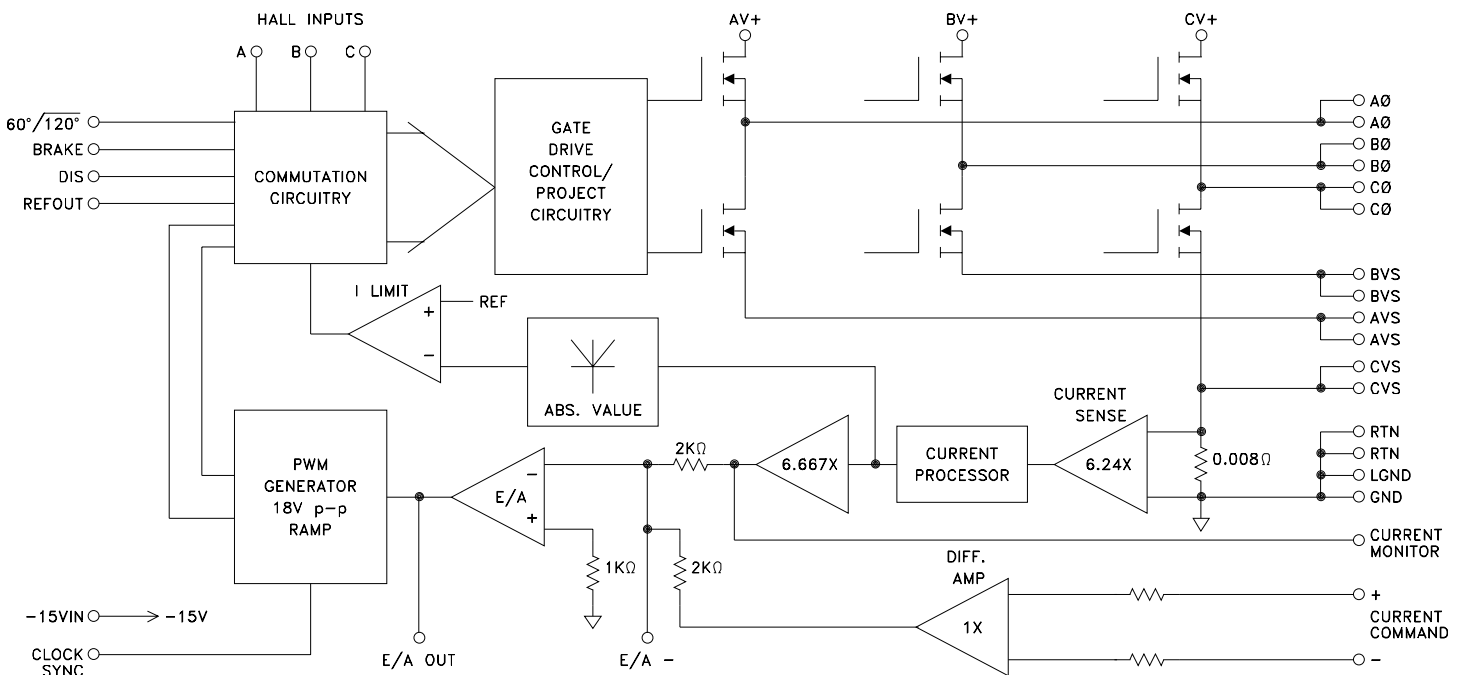 HALL INPUTS
A
B
C
AV+
BV+
CV+
60°/120°
BRAKE
DIS
REFOUT
COMMUTATION
CIRCUITRY
GATE
DRIVE
CONTROL/
PROJECT
CIRCUITRY
AØ
AØ
BØ
BØ
CØ
CØ
BVS
BVS
AVS
AVS
CVS
CVS
RTN
RTN
LGND
GND
I LIMIT
+
−
REF
ABS. VALUE
CURRENT
SENSE
6.24X
0.008Ω
CURRENT
PROCESSOR
6.667X
2KΩ
PWM
GENERATOR
18V p-p
RAMP
−
E/A
+
1KΩ
2KΩ
CURRENT
MONITOR
DIFF.
AMP
1X
+
CURRENT
COMMAND
−
-15VIN
-15V
CLOCK
SYNC
E/A OUT
E/A -